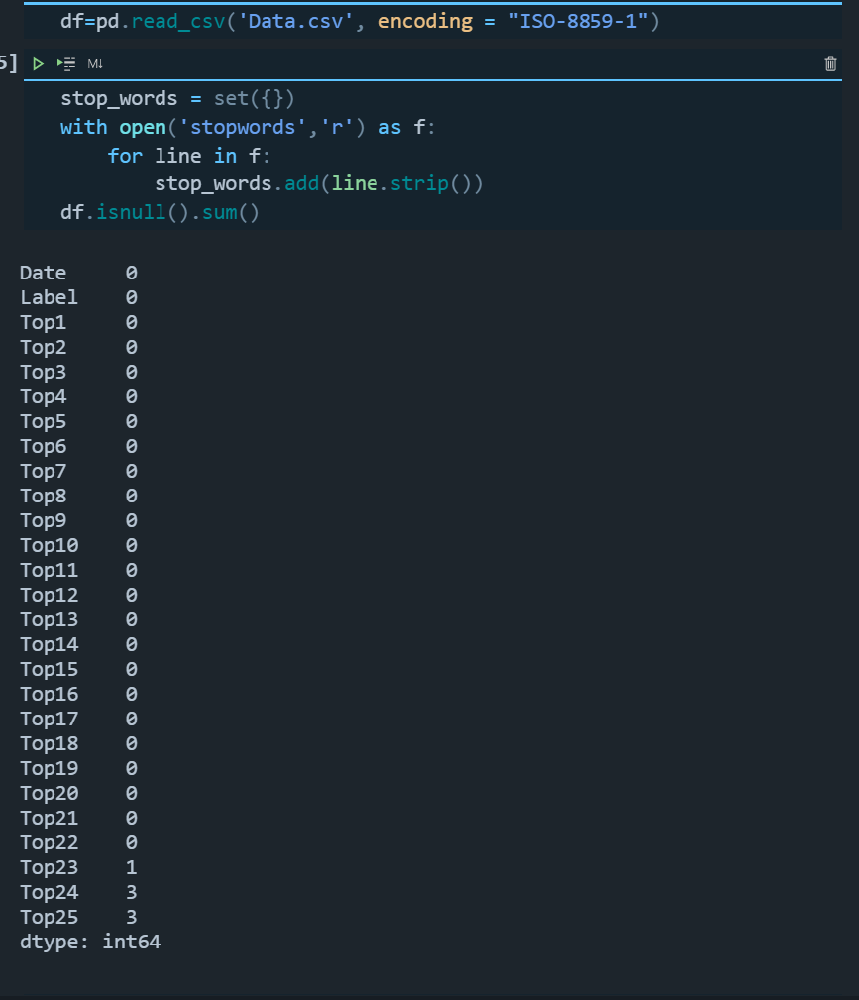 df=pd.read_csv('Data.csv', encoding = "ISO-8859-1")
5] M↓
stop_words = set({})
with open('stopwords','r') as f:
    for line in f:
        stop_words.add(line.strip())
df.isnull().sum()
Date 0
Label 0
Top1 0
Top2 0
Top3 0
Top4 0
Top5 0
Top6 0
Top7 0
Top8 0
Top9 0
Top10 0
Top11 0
Top12 0
Top13 0
Top14 0
Top15 0
Top16 0
Top17 0
Top18 0
Top19 0
Top20 0
Top21 0
Top22 0
Top23 1
Top24 3
Top25 3
dtype: int64